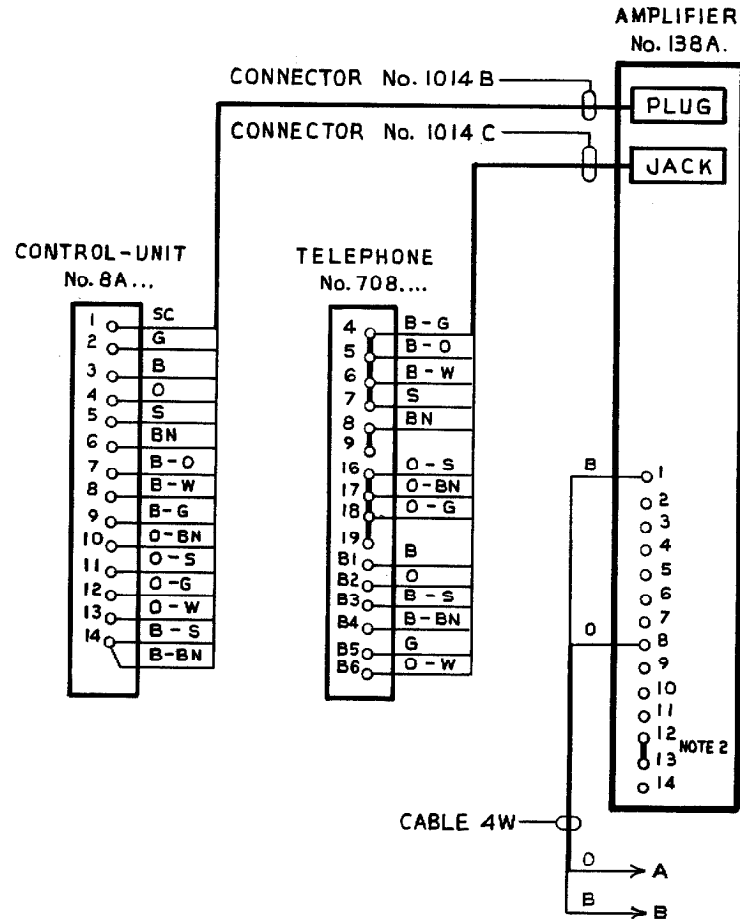 AMPLIFIER
No. 138A.
CONNECTOR No. 1014 B
PLUG
CONNECTOR No. 1014 C
JACK
CONTROL-UNIT
No. 8A...
1 SC
2 G
3 B
4 O
5 S
6 BN
7 B-O
8 B-W
9 B-G
10 O-BN
11 O-S
12 O-G
13 O-W
14 B-S
B-BN
TELEPHONE
No. 708....
4 B-G
5 B-O
6 B-W
7 S
8 BN
9
16 O-S
17 O-BN
18 O-G
19
B1 B
B2 O
B3 B-S
B4 B-BN
B5 G
B6 O-W
B 1
2
3
4
5
6
7
O 8
9
10
11
12
NOTE 2
13
14
CABLE 4W
O A
B B